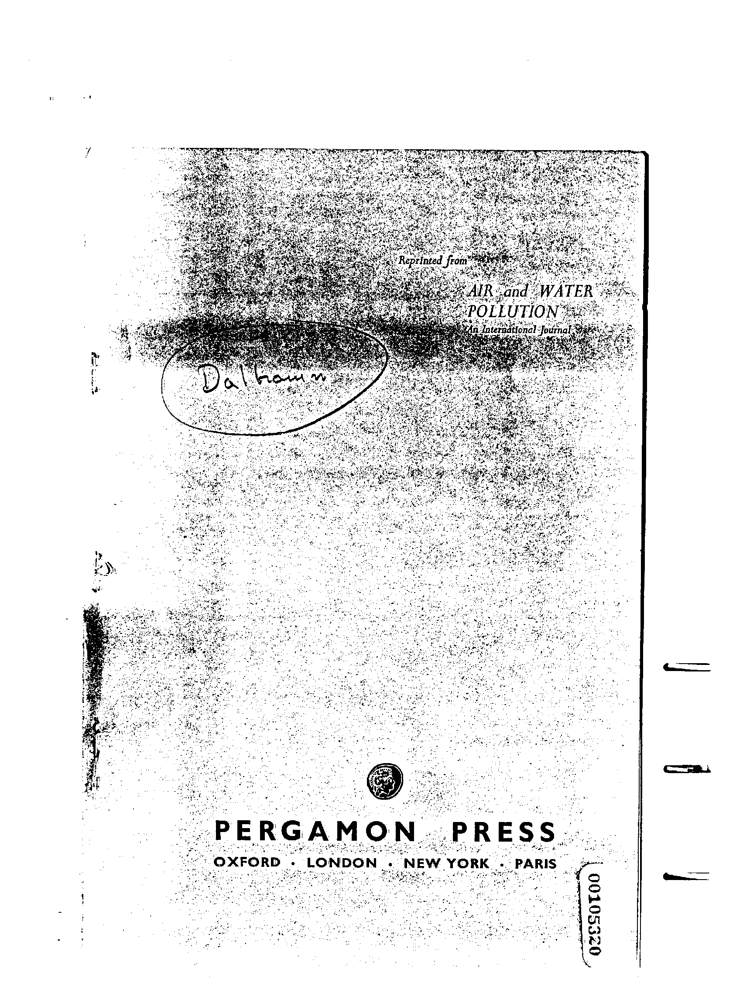 Reprinted from
AIR and WATER
POLLUTION
An International Journal
Dalhamn
PERGAMON PRESS
OXFORD · LONDON · NEW YORK · PARIS
00105320